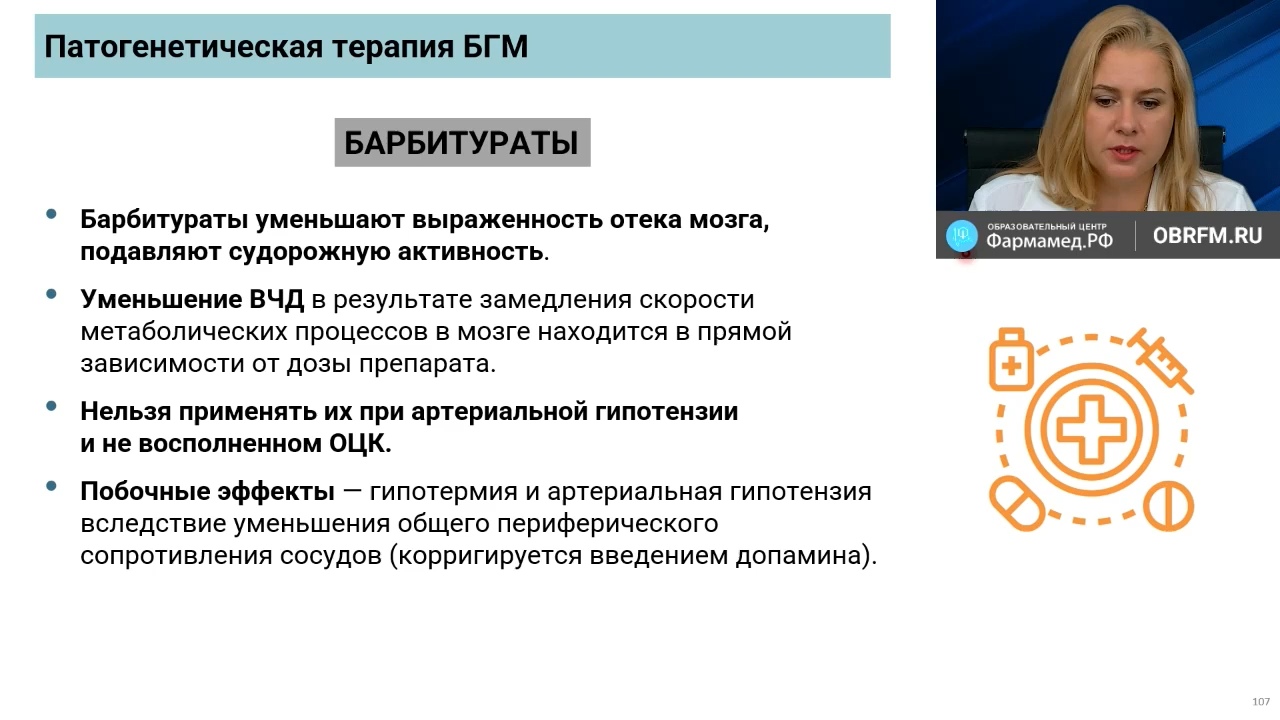 Патогенетическая терапия БГМ
БАРБИТУРАТЫ
Барбитураты уменьшают выраженность отека мозга,
подавляют судорожную активность.
Уменьшение ВЧД в результате замедления скорости
метаболических процессов в мозге находится в прямой
зависимости от дозы препарата.
Нельзя применять их при артериальной гипотензии
и не восполненном ОЦК.
Побочные эффекты — гипотермия и артериальная гипотензия
вследствие уменьшения общего периферического
сопротивления сосудов (корригируется введением допамина).
ОБРАЗОВАТЕЛЬНЫЙ ЦЕНТР
Фармамед.РФ
OBRFM.RU
107